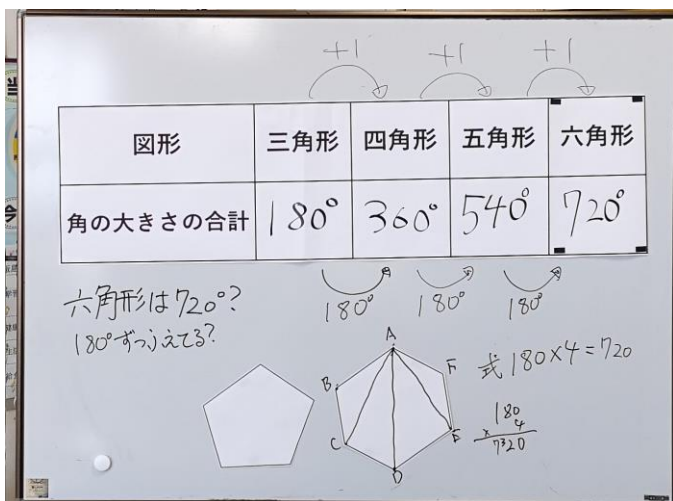 +1 +1 +1
図形 三角形 四角形 五角形 六角形
角の大きさの合計 180° 360° 540° 720°
180° 180° 180°
六角形は720°?
180°ずつふえてる?
A
B F
C E
D
式 180×4=720
180
× 4
7320